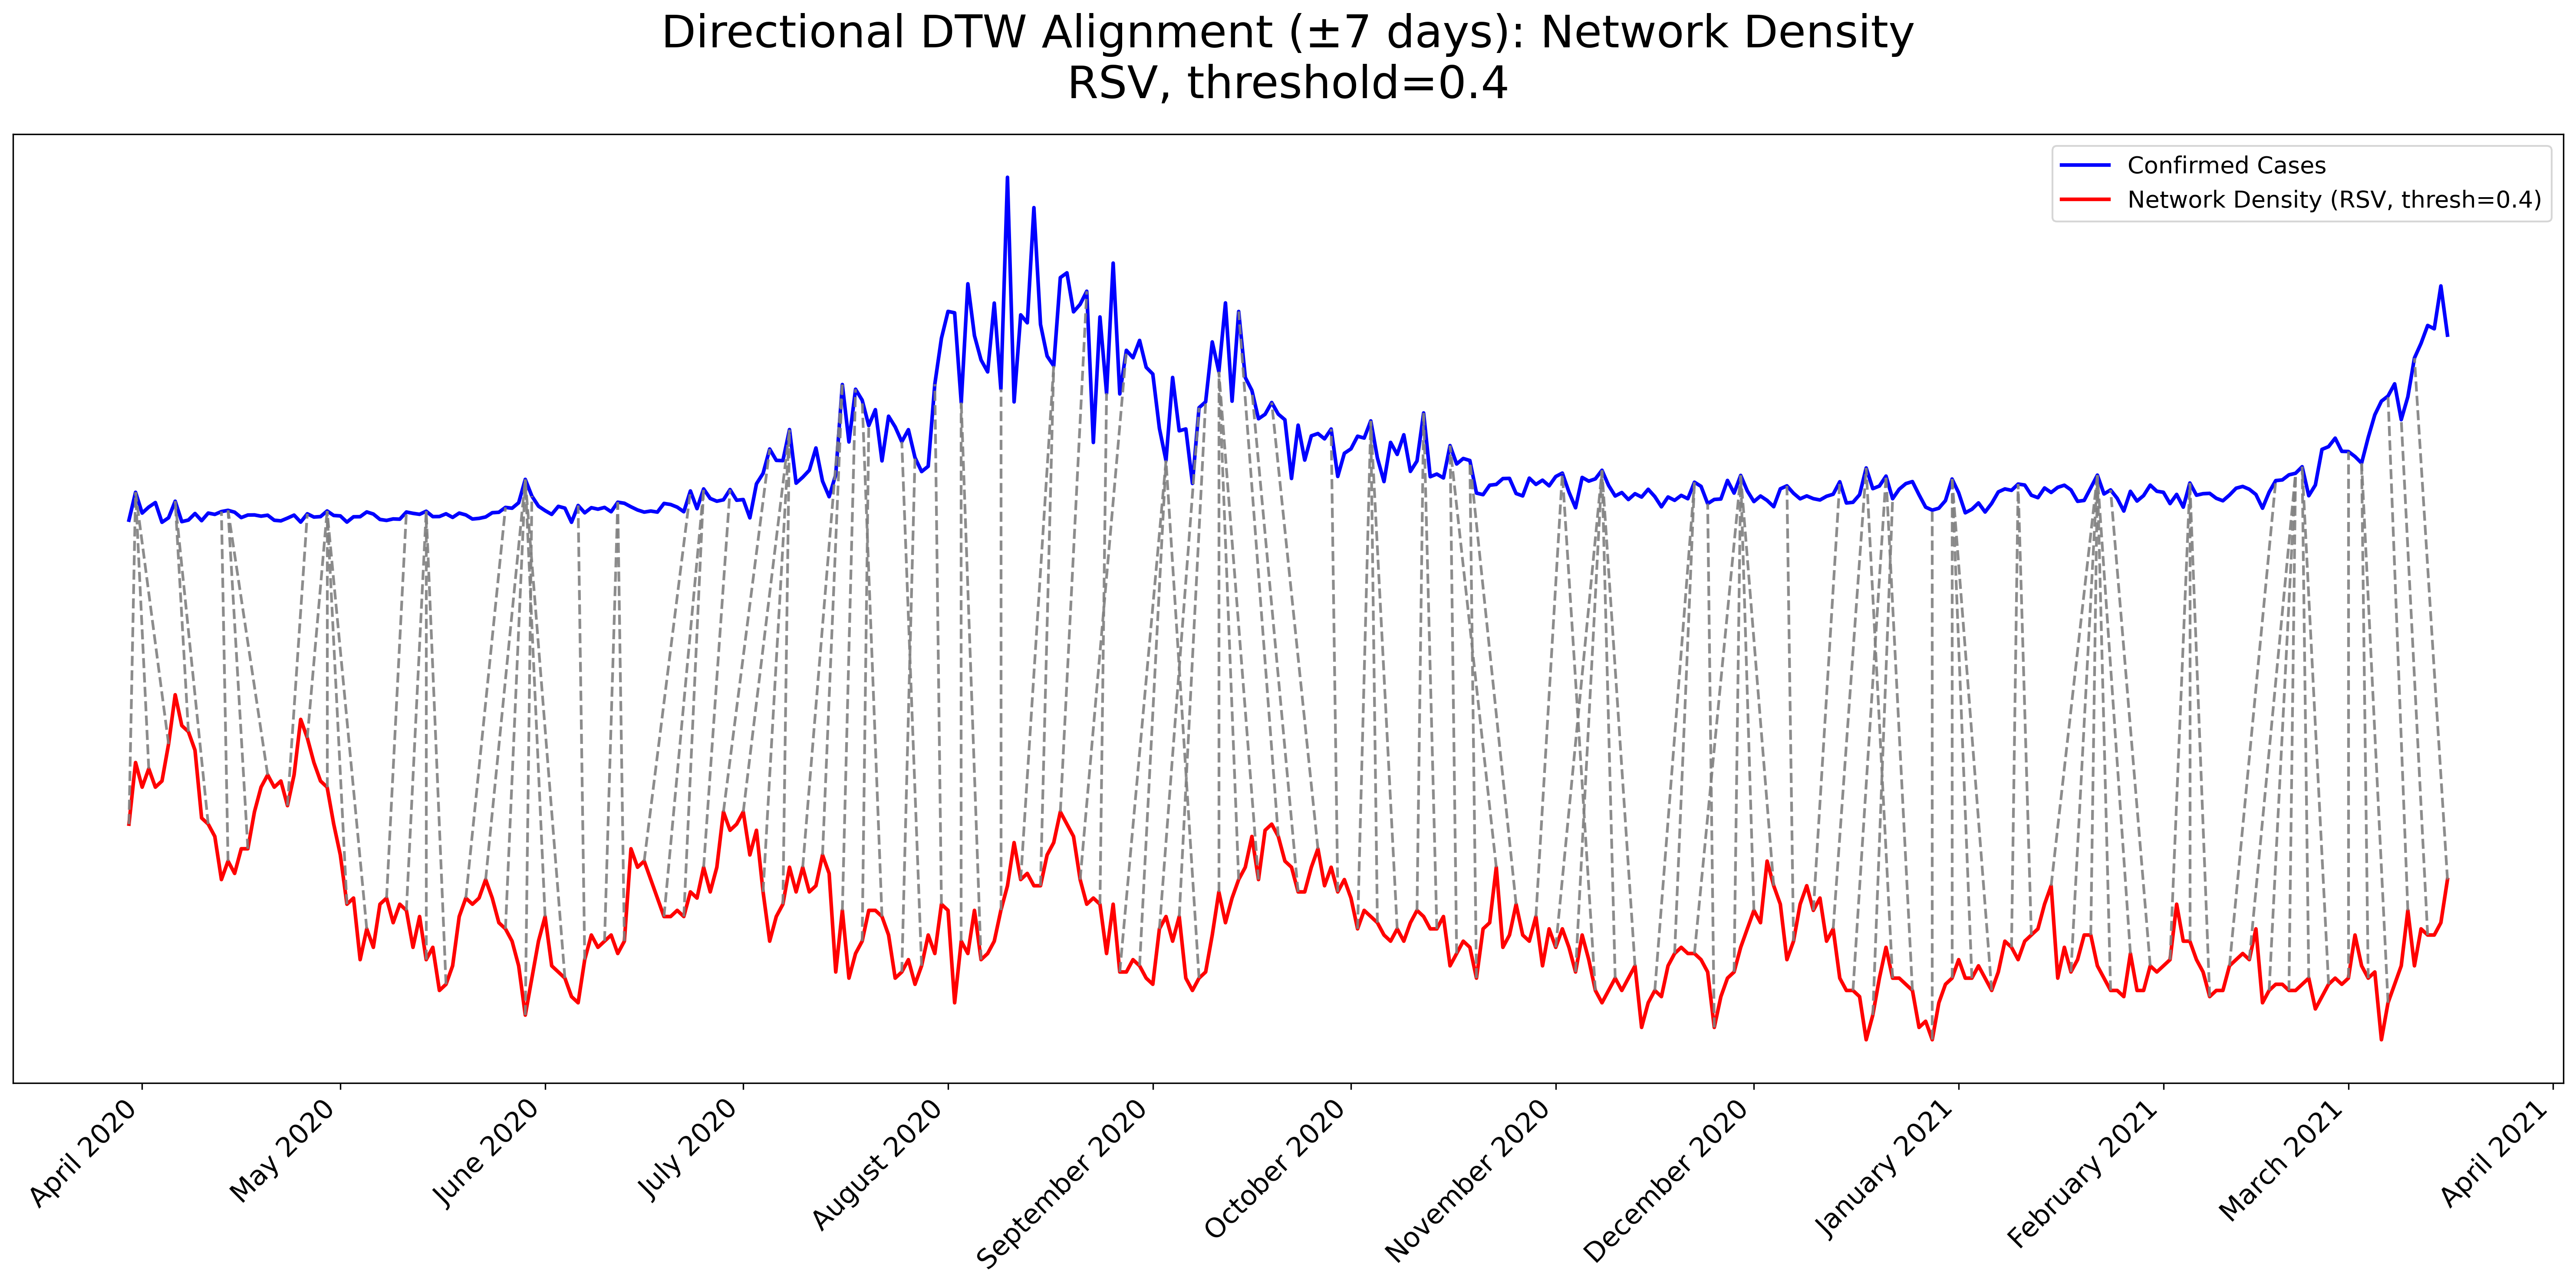 Directional DTW Alignment (±7 days): Network Density
RSV, threshold=0.4
Confirmed Cases
Network Density (RSV, thresh=0.4)
April 2020
May 2020
June 2020
July 2020
August 2020
September 2020
October 2020
November 2020
December 2020
January 2021
February 2021
March 2021
April 2021